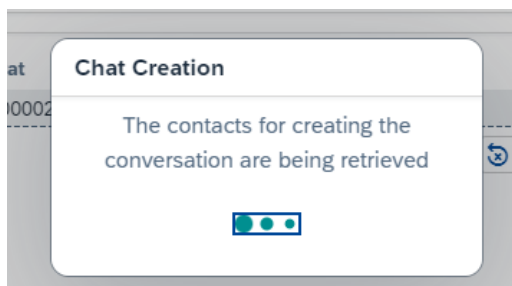 at
Chat Creation
00002
The contacts for creating the
conversation are being retrieved